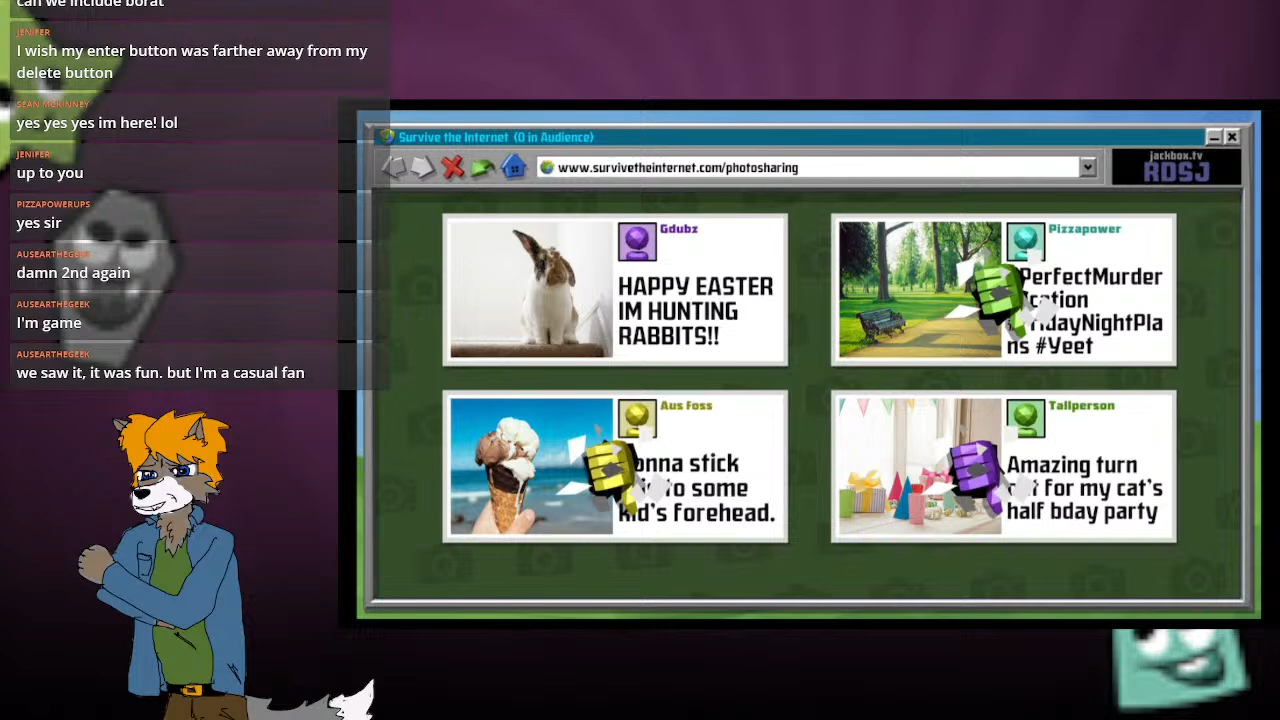 can we include borat
JENIFER
I wish my enter button was farther away from my
delete button
SEAN MCKINNEY
yes yes yes im here! lol
JENIFER
up to you
PIZZAPOWERUPS
yes sir
AUSEARTHEGEEK
damn 2nd again
AUSEARTHEGEEK
I'm game
AUSEARTHEGEEK
we saw it, it was fun. but I'm a casual fan
Survive the Internet (0 in Audience)
www.survivetheinternet.com/photosharing
jackbox.tv
RDSJ
Gdubz
HAPPY EASTER
IM HUNTING
RABBITS!!
Pizzapower
PerfectMurder
ns #Yeet
Aus Foss
stick
some
kid's forehead.
Tallperson
Amazing turn
for my cat's
half bday party